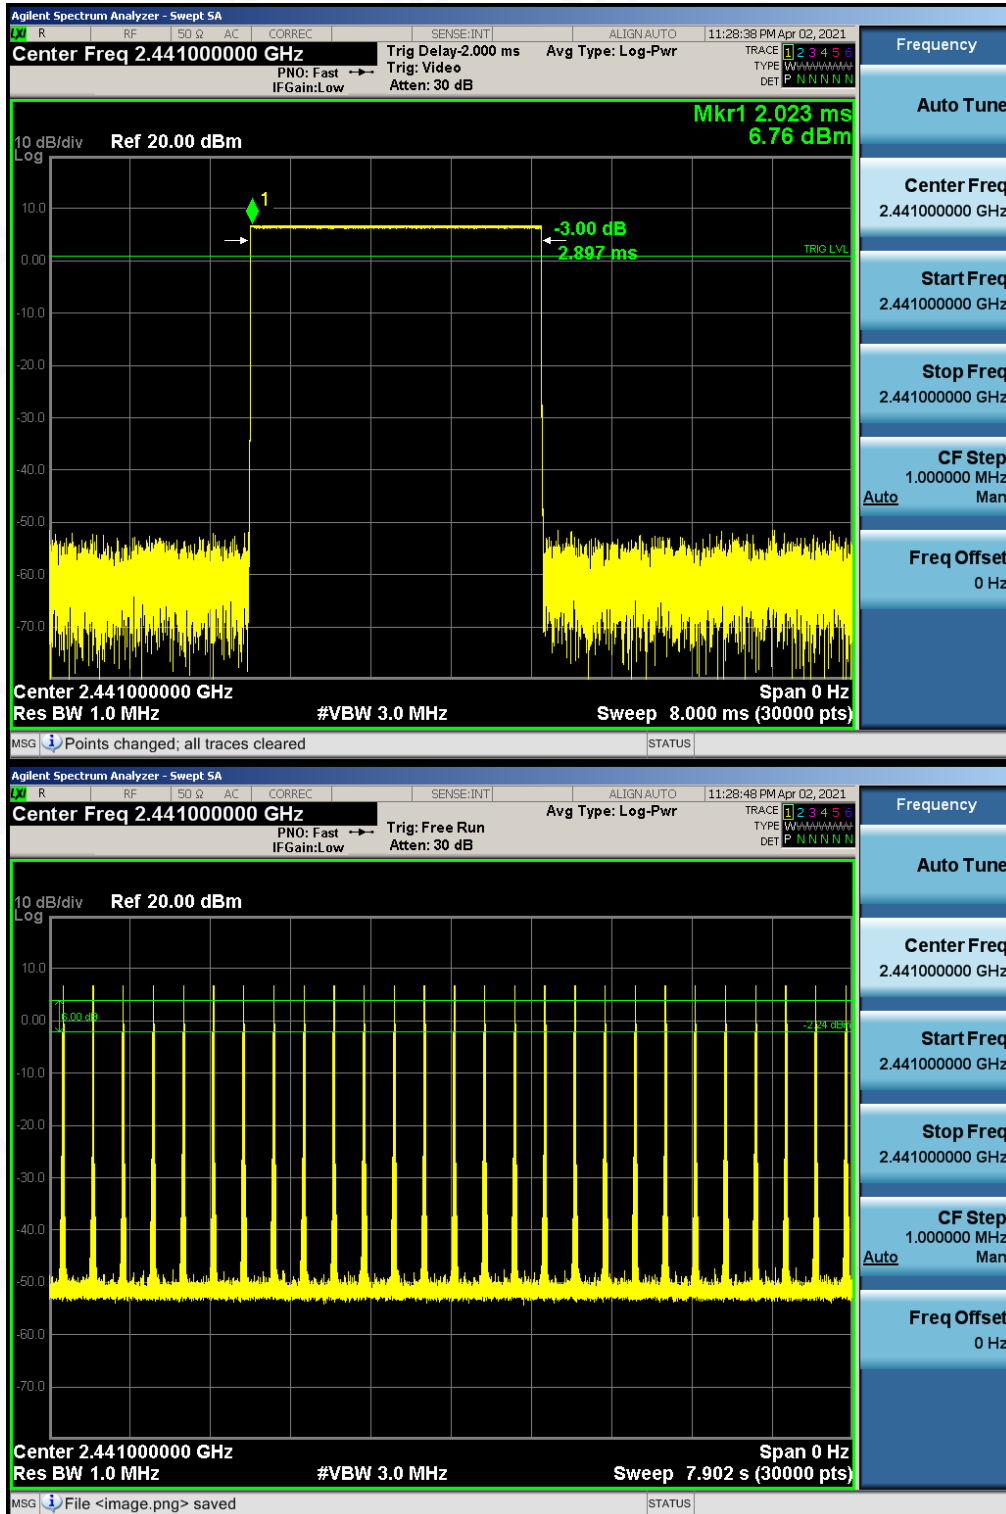 Agilent Spectrum Analyzer - Swept SA
LXI R RF 50 Ω AC CORREC SENSE:INT ALIGN AUTO 11:28:38 PM Apr 02, 2021
Center Freq 2.441000000 GHz Trig Delay-2.000 ms Avg Type: Log-Pwr TRACE 1 2 3 4 5 6
PNO: Fast Trig: Video TYPE WWWWWW
IFGain:Low Atten: 30 dB DET P N N N N N
Mkr1 2.023 ms
10 dB/div Ref 20.00 dBm 6.76 dBm
Log
1
10.0
-3.00 dB
2.897 ms TRIG LVL
0.00
-10.0
-20.0
-30.0
-40.0
-50.0
-60.0
-70.0
Center 2.441000000 GHz Span 0 Hz
Res BW 1.0 MHz #VBW 3.0 MHz Sweep 8.000 ms (30000 pts)
MSG Points changed; all traces cleared STATUS
Frequency
Auto Tune
Center Freq
2.441000000 GHz
Start Freq
2.441000000 GHz
Stop Freq
2.441000000 GHz
CF Step
1.000000 MHz
Auto Man
Freq Offset
0 Hz
Agilent Spectrum Analyzer - Swept SA
LXI R RF 50 Ω AC CORREC SENSE:INT ALIGN AUTO 11:28:48 PM Apr 02, 2021
Center Freq 2.441000000 GHz Avg Type: Log-Pwr TRACE 1 2 3 4 5 6
PNO: Fast Trig: Free Run TYPE WWWWWW
IFGain:Low Atten: 30 dB DET P N N N N N
10 dB/div Ref 20.00 dBm
Log
10.0
6.00 dB -2.24 dBm
0.00
-10.0
-20.0
-30.0
-40.0
-50.0
-60.0
-70.0
Center 2.441000000 GHz Span 0 Hz
Res BW 1.0 MHz #VBW 3.0 MHz Sweep 7.902 s (30000 pts)
MSG File <image.png> saved STATUS
Frequency
Auto Tune
Center Freq
2.441000000 GHz
Start Freq
2.441000000 GHz
Stop Freq
2.441000000 GHz
CF Step
1.000000 MHz
Auto Man
Freq Offset
0 Hz